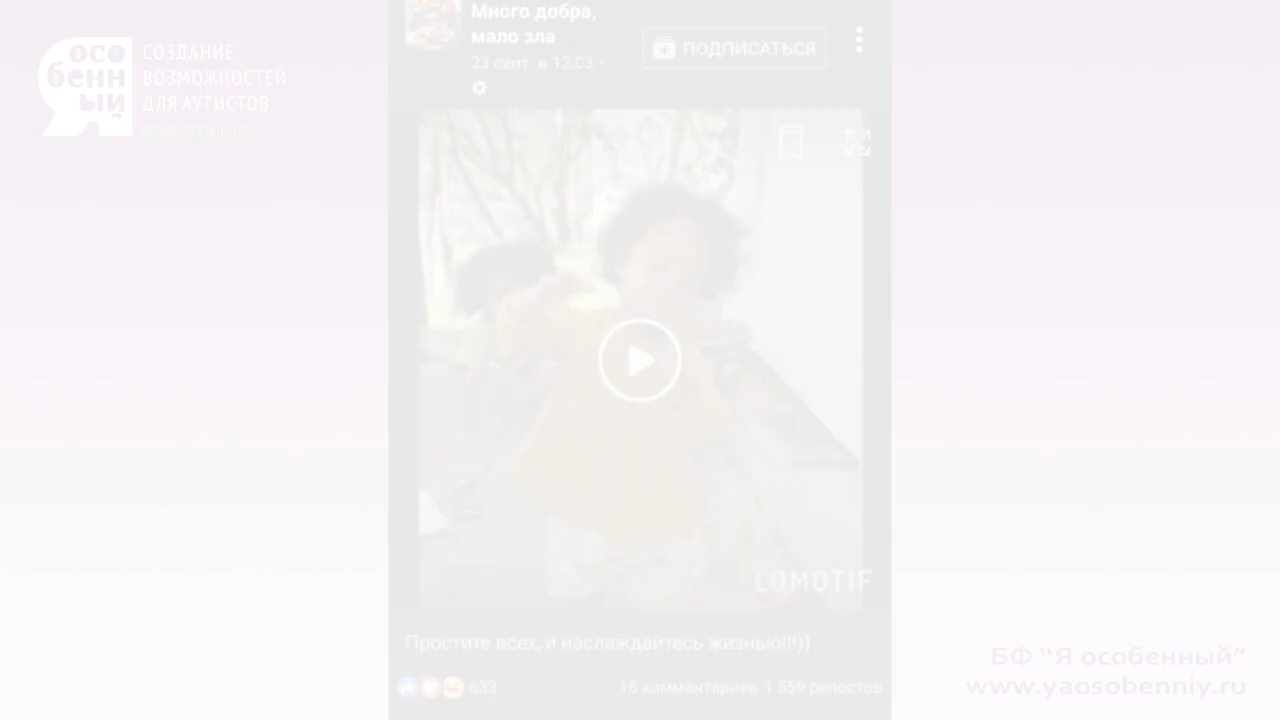 осо
бенн
ый
Я
СОЗДАНИЕ
ВОЗМОЖНОСТЕЙ
ДЛЯ АУТИСТОВ
Много добра,
мало зла
23 сент. в 12:03 •
ПОДПИСАТЬСЯ
LOMOTIF
Простите всех, и наслаждайтесь жизнью!!!))
633
15 комментариев 1 559 репостов
БФ “Я особенный”
www.yaosobenniy.ru